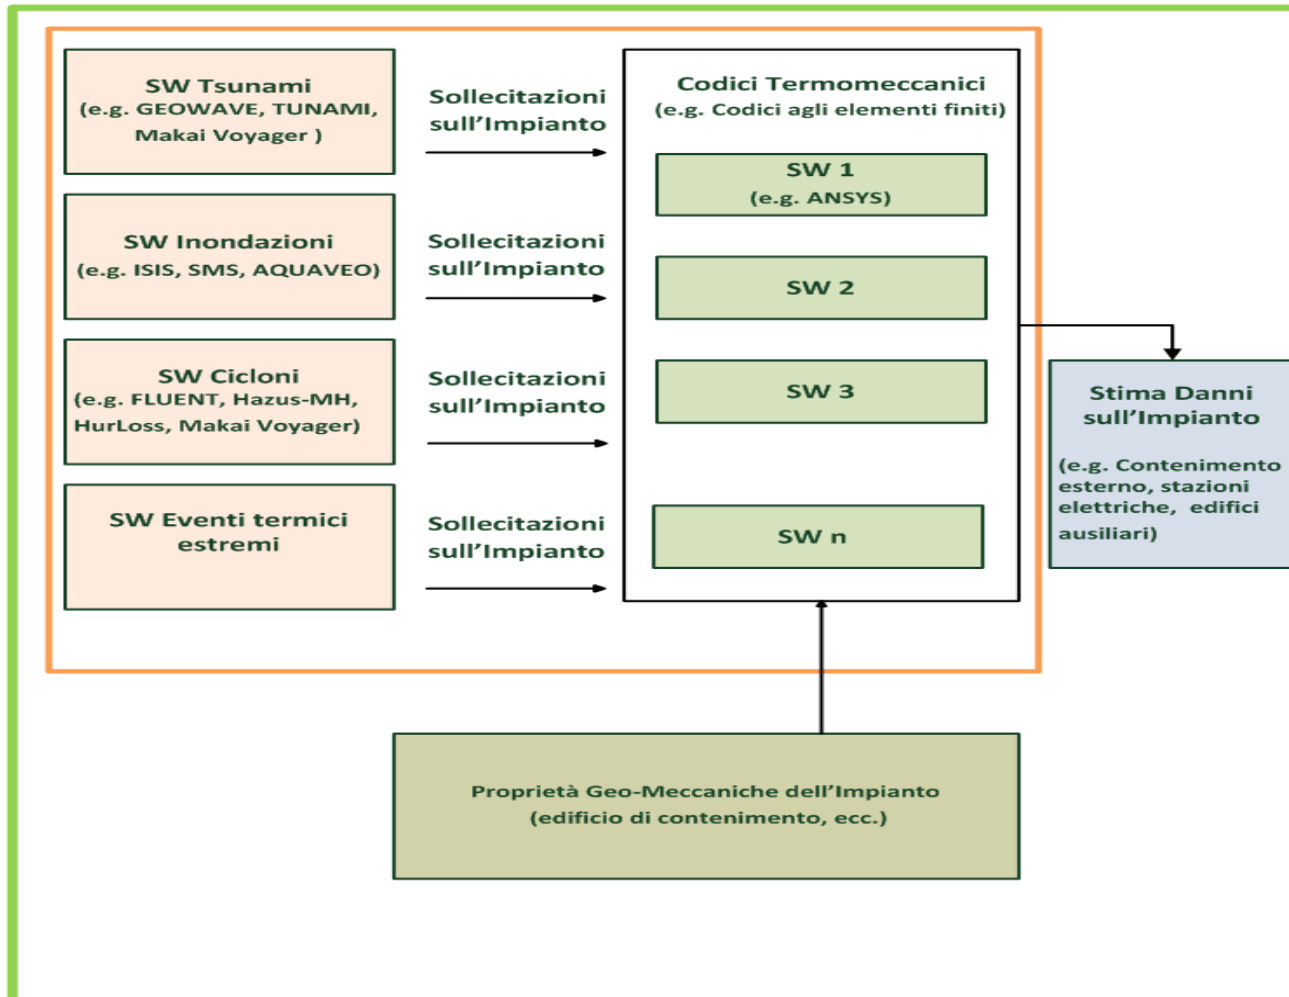 SW Tsunami
(e.g. GEOWAVE, TUNAMI,
Makai Voyager )
Sollecitazioni
sull’Impianto
SW Inondazioni
(e.g. ISIS, SMS, AQUAVEO)
Sollecitazioni
sull’Impianto
SW Cicloni
(e.g. FLUENT, Hazus-MH,
HurLoss, Makai Voyager)
Sollecitazioni
sull’Impianto
SW Eventi termici
estremi
Sollecitazioni
sull’Impianto
Codici Termomeccanici
(e.g. Codici agli elementi finiti)
SW 1
(e.g. ANSYS)
SW 2
SW 3
SW n
Stima Danni
sull’Impianto
(e.g. Contenimento
esterno, stazioni
elettriche, edifici
ausiliari)
Proprietà Geo-Meccaniche dell’Impianto
(edificio di contenimento, ecc.)